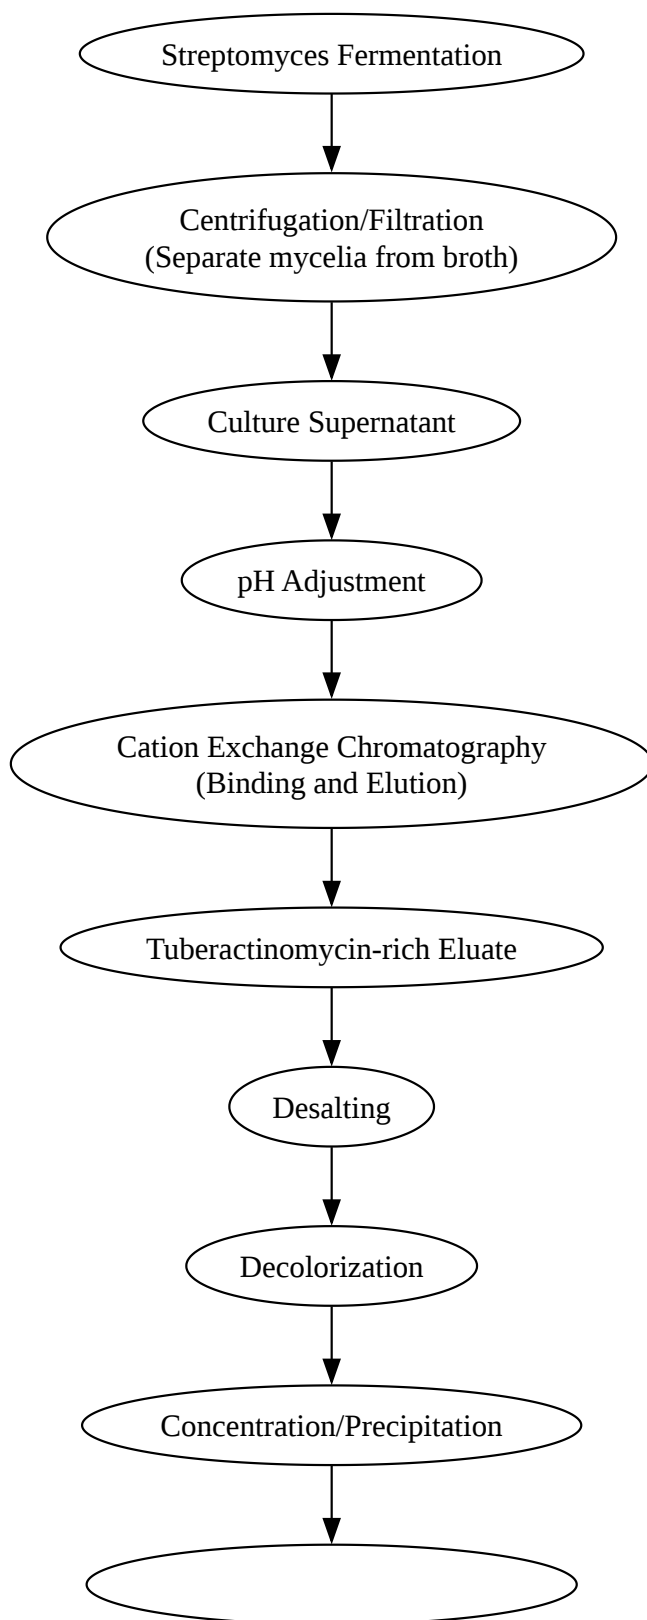 Streptomyces Fermentation
Centrifugation/Filtration
(Separate mycelia from broth)
Culture Supernatant
pH Adjustment
Cation Exchange Chromatography
(Binding and Elution)
Tuberactinomycin-rich Eluate
Desalting
Decolorization
Concentration/Precipitation